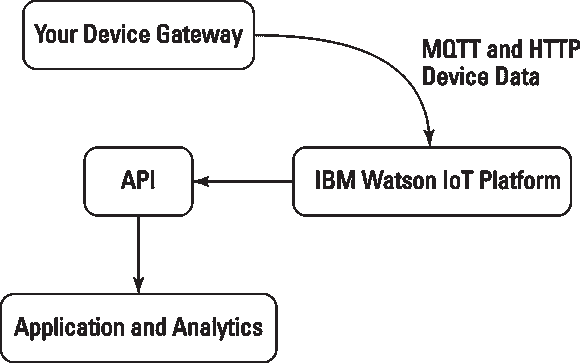 Your Device Gateway
MQTT and HTTP
Device Data
API
IBM Watson IoT Platform
Application and Analytics